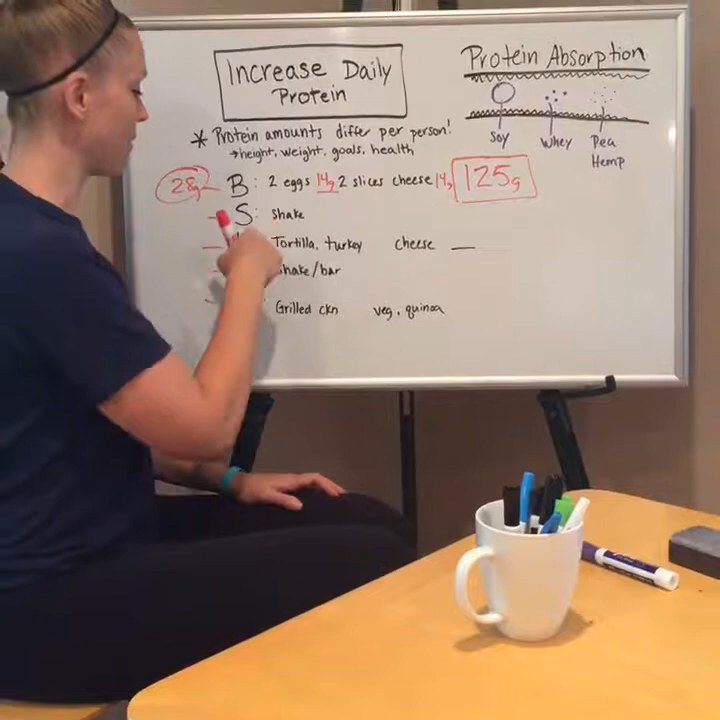 Increase Daily
Protein
Protein Absorption
Soy
Whey
Pea
Hemp
* Protein amounts differ per person!
→height, weight, goals, health
28g – B: 2 eggs 14g 2 slices cheese 14g 125g
– S: Shake
Tortilla, turkey cheese __
shake/bar
Grilled ckn veg, quinoa